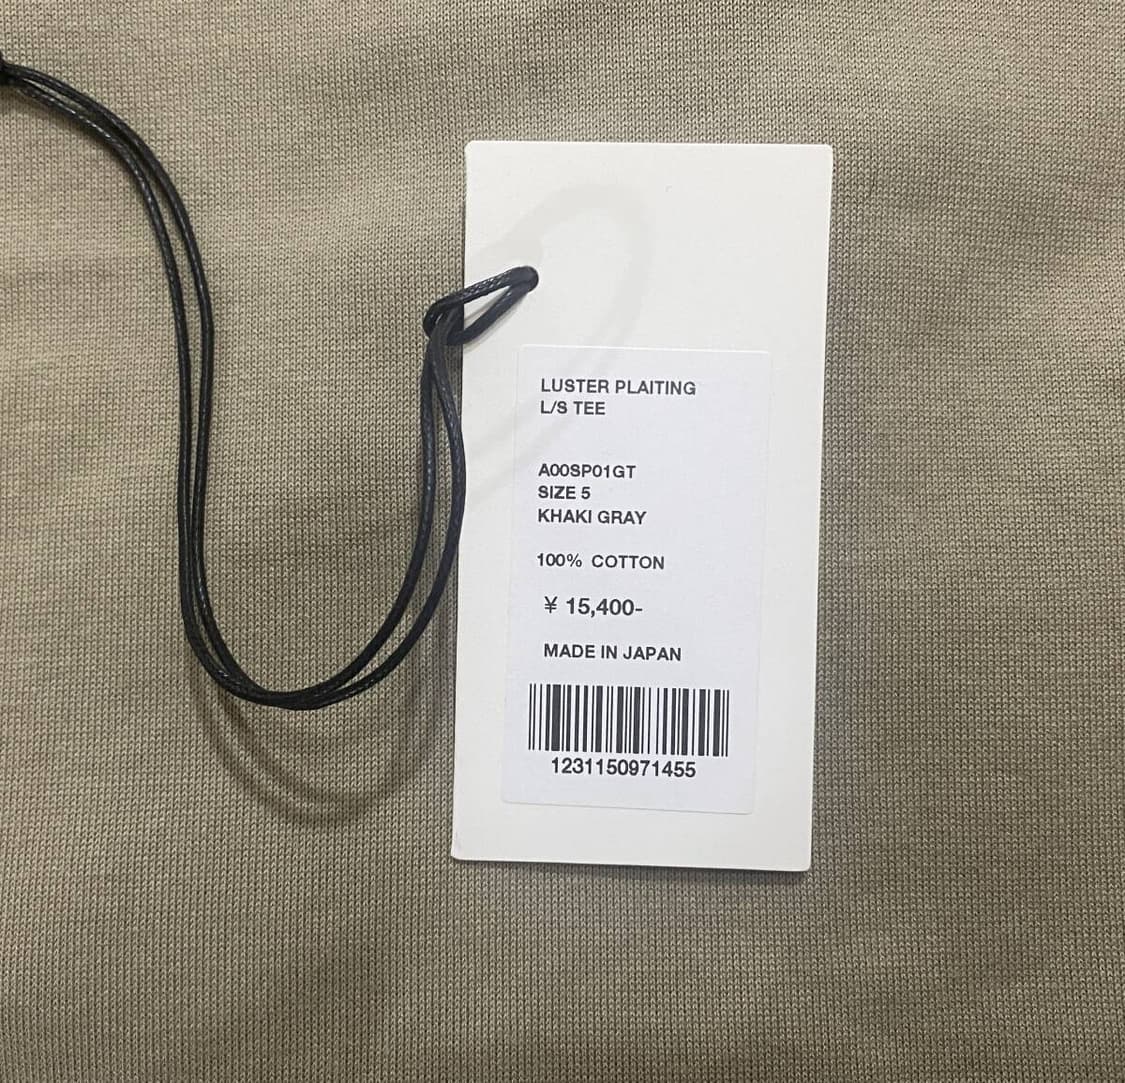 LUSTER PLAITING
L/S TEE
A00SP01GT
SIZE 5
KHAKI GRAY
100% COTTON
¥ 15,400-
MADE IN JAPAN
1231150971455